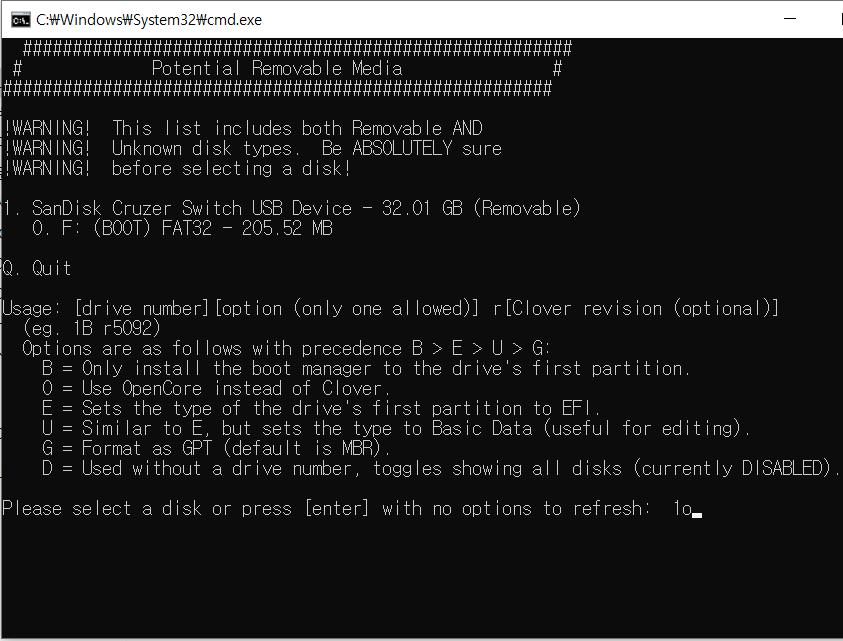 C:₩Windows₩System32₩cmd.exe
#######################################################
# Potential Removable Media #
#######################################################
!WARNING! This list includes both Removable AND
!WARNING! Unknown disk types. Be ABSOLUTELY sure
!WARNING! before selecting a disk!
1. SanDisk Cruzer Switch USB Device - 32.01 GB (Removable)
0. F: (BOOT) FAT32 - 205.52 MB
Q. Quit
Usage: [drive number][option (only one allowed)] r[Clover revision (optional)]
(eg. 1B r5092)
Options are as follows with precedence B > E > U > G:
B = Only install the boot manager to the drive's first partition.
O = Use OpenCore instead of Clover.
E = Sets the type of the drive's first partition to EFI.
U = Similar to E, but sets the type to Basic Data (useful for editing).
G = Format as GPT (default is MBR).
D = Used without a drive number, toggles showing all disks (currently DISABLED).
Please select a disk or press [enter] with no options to refresh: 1o